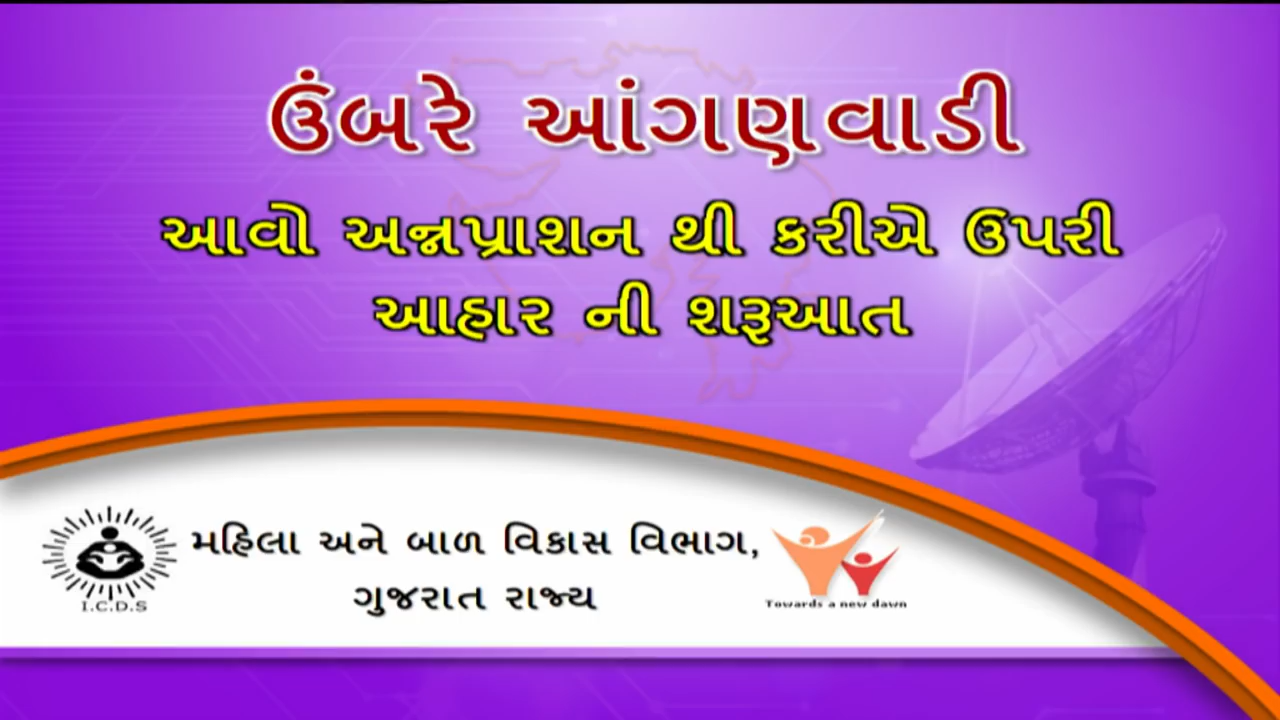 ઉંબરે આંગણવાડી
આવો અન્નપ્રાશન થી કરીએ ઉપરી
આહાર ની શરૂઆત
મહિલા અને બાળ વિકાસ વિભાગ,
ગુજરાત રાજ્ય
I.C.D.S
Towards a new dawn